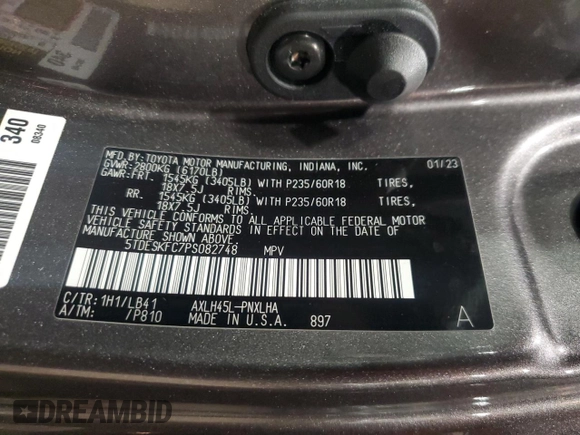 340
08340
MFD.BY:TOYOTA MOTOR MANUFACTURING, INDIANA, INC. 01/23
GVWR:2800KG (6170LB)
GAWR:FRT. 1545KG (3405LB) WITH P235/60R18 TIRES,
18X7.5J RIMS.
RR. 1545KG (3405LB) WITH P235/60R18 TIRES,
18X7.5J RIMS.
THIS VEHICLE CONFORMS TO ALL APPLICABLE FEDERAL MOTOR
VEHICLE SAFETY STANDARDS IN EFFECT ON THE DATE OF
MANUFACTURE SHOWN ABOVE.
5TDESKFC7PS082748 MPV
C/TR: 1H1/LB41 AXLH45L-PNXLHA
A/TM: /P810 MADE IN U.S.A. 897 A
DREAMBID